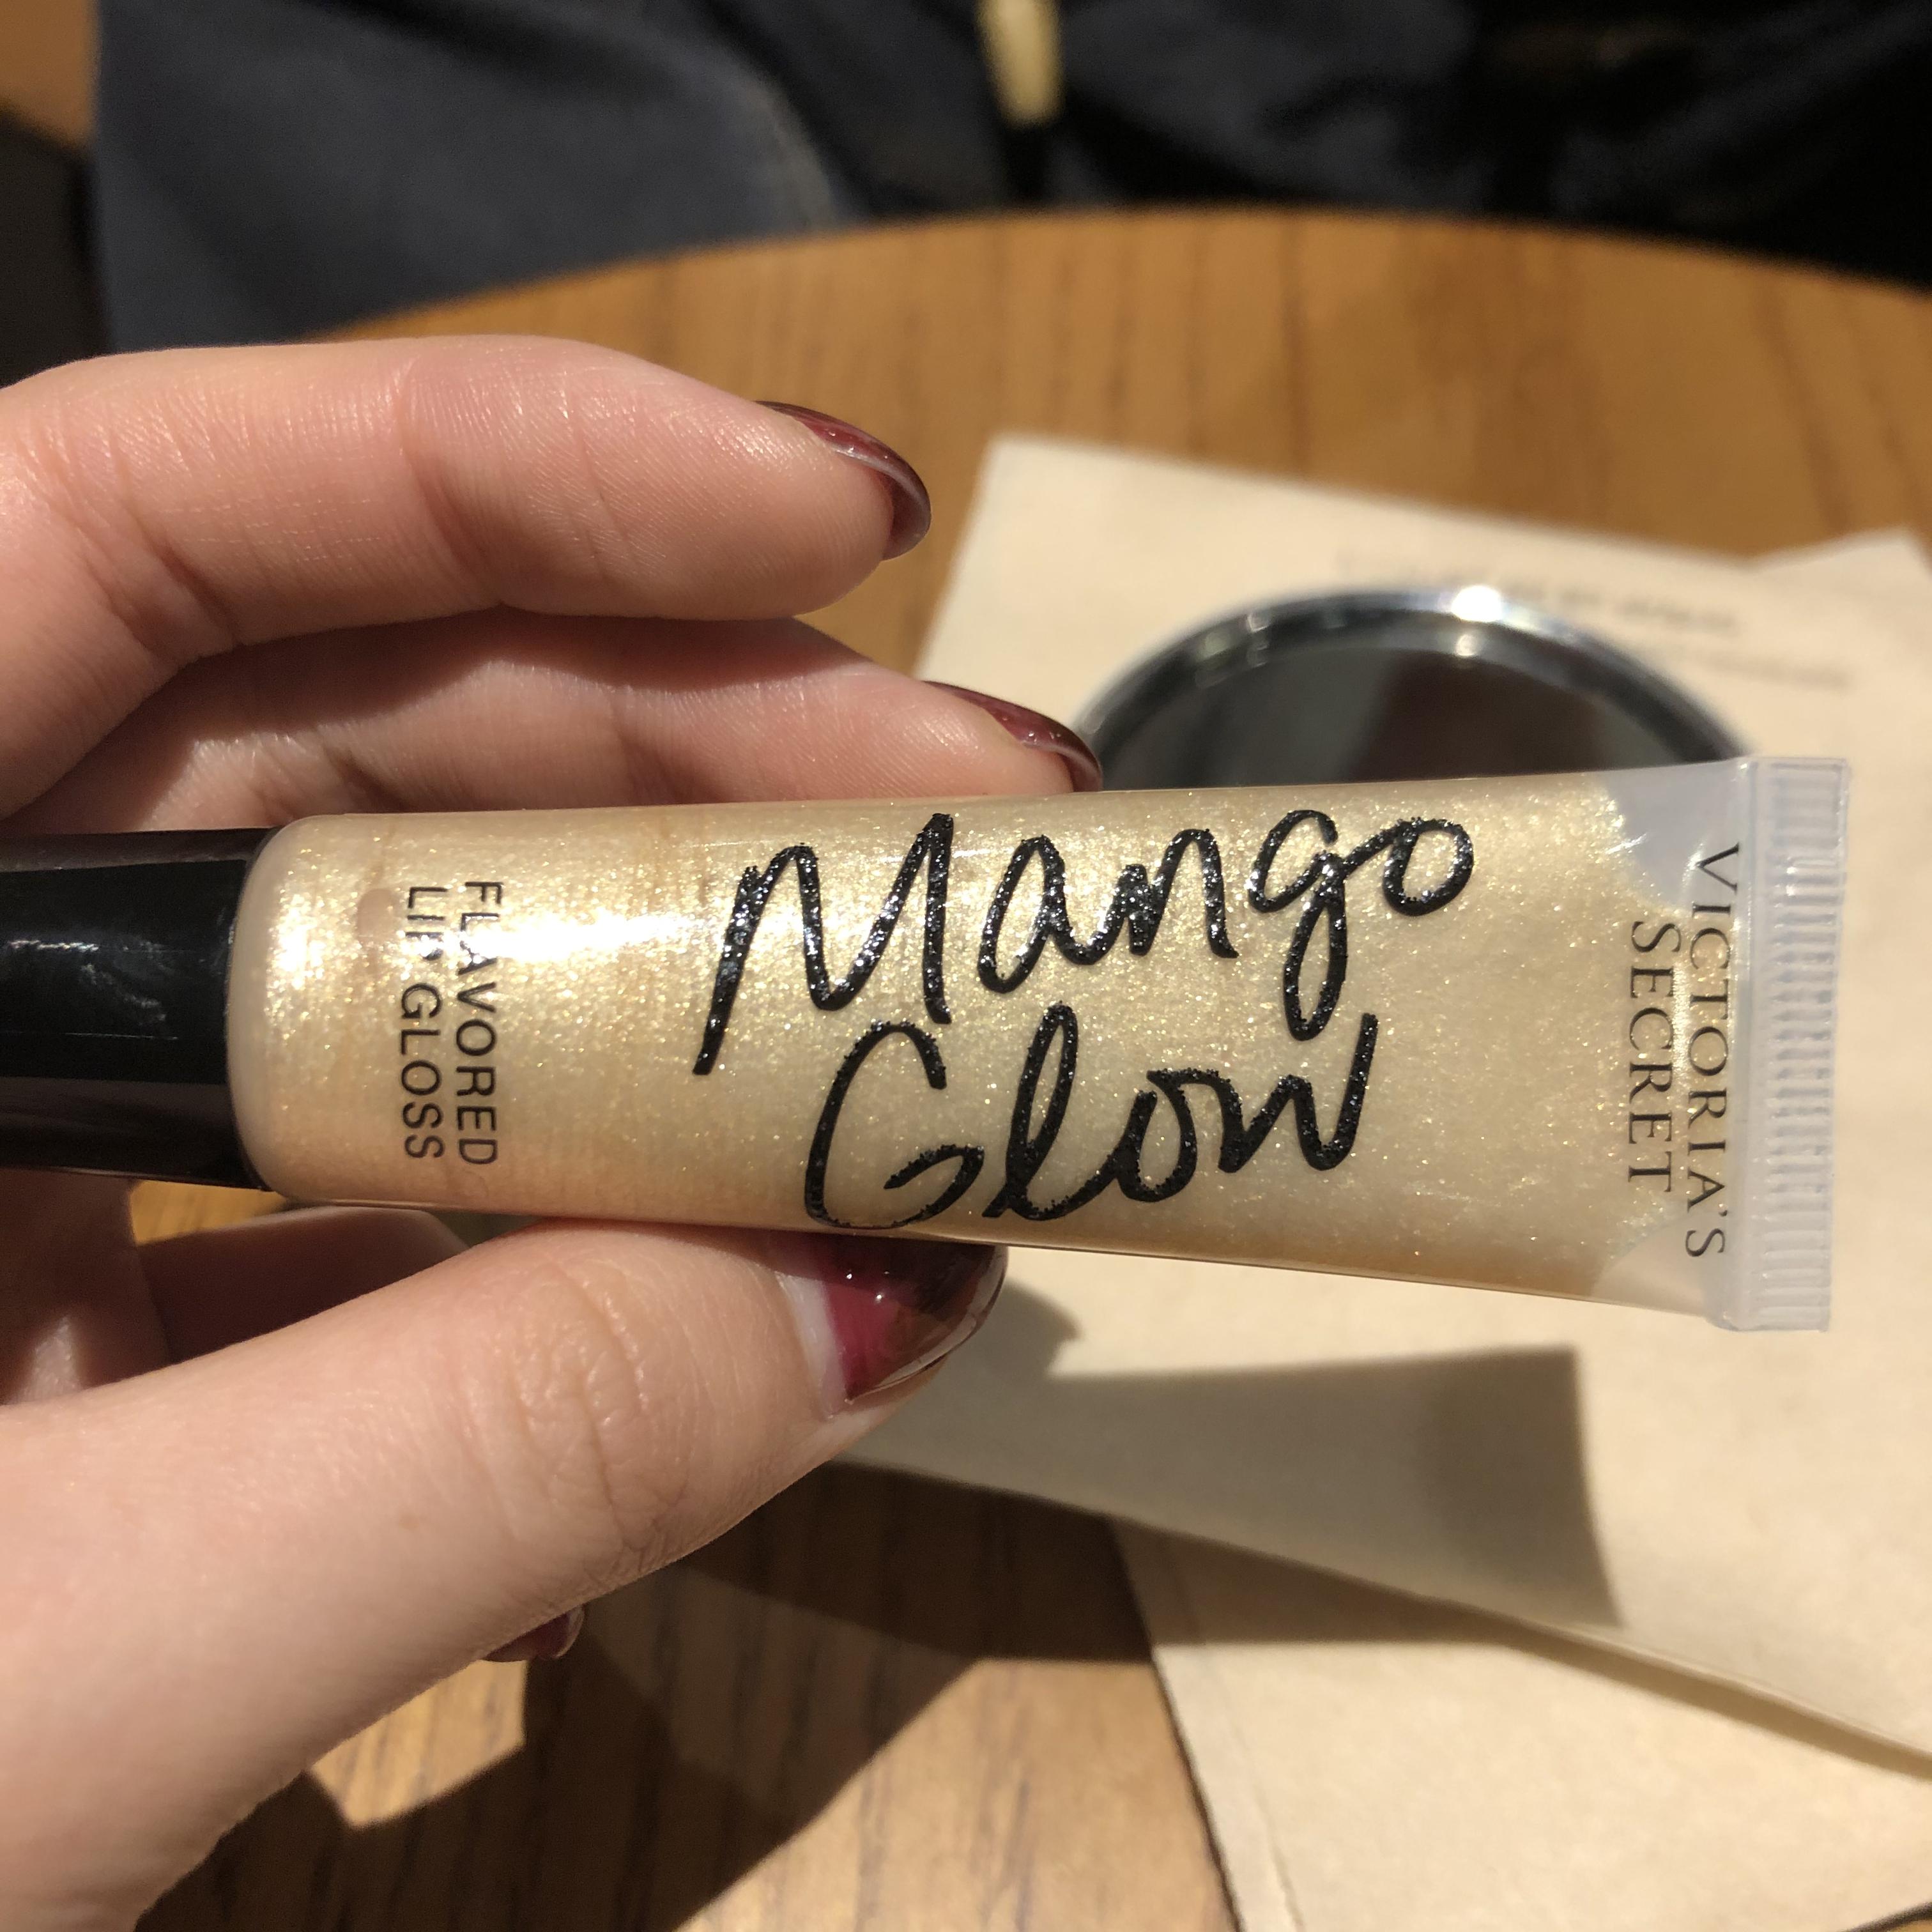 VICTORIA'S
SECRET
Mango
Glow
FLAVORED
LIP GLOSS